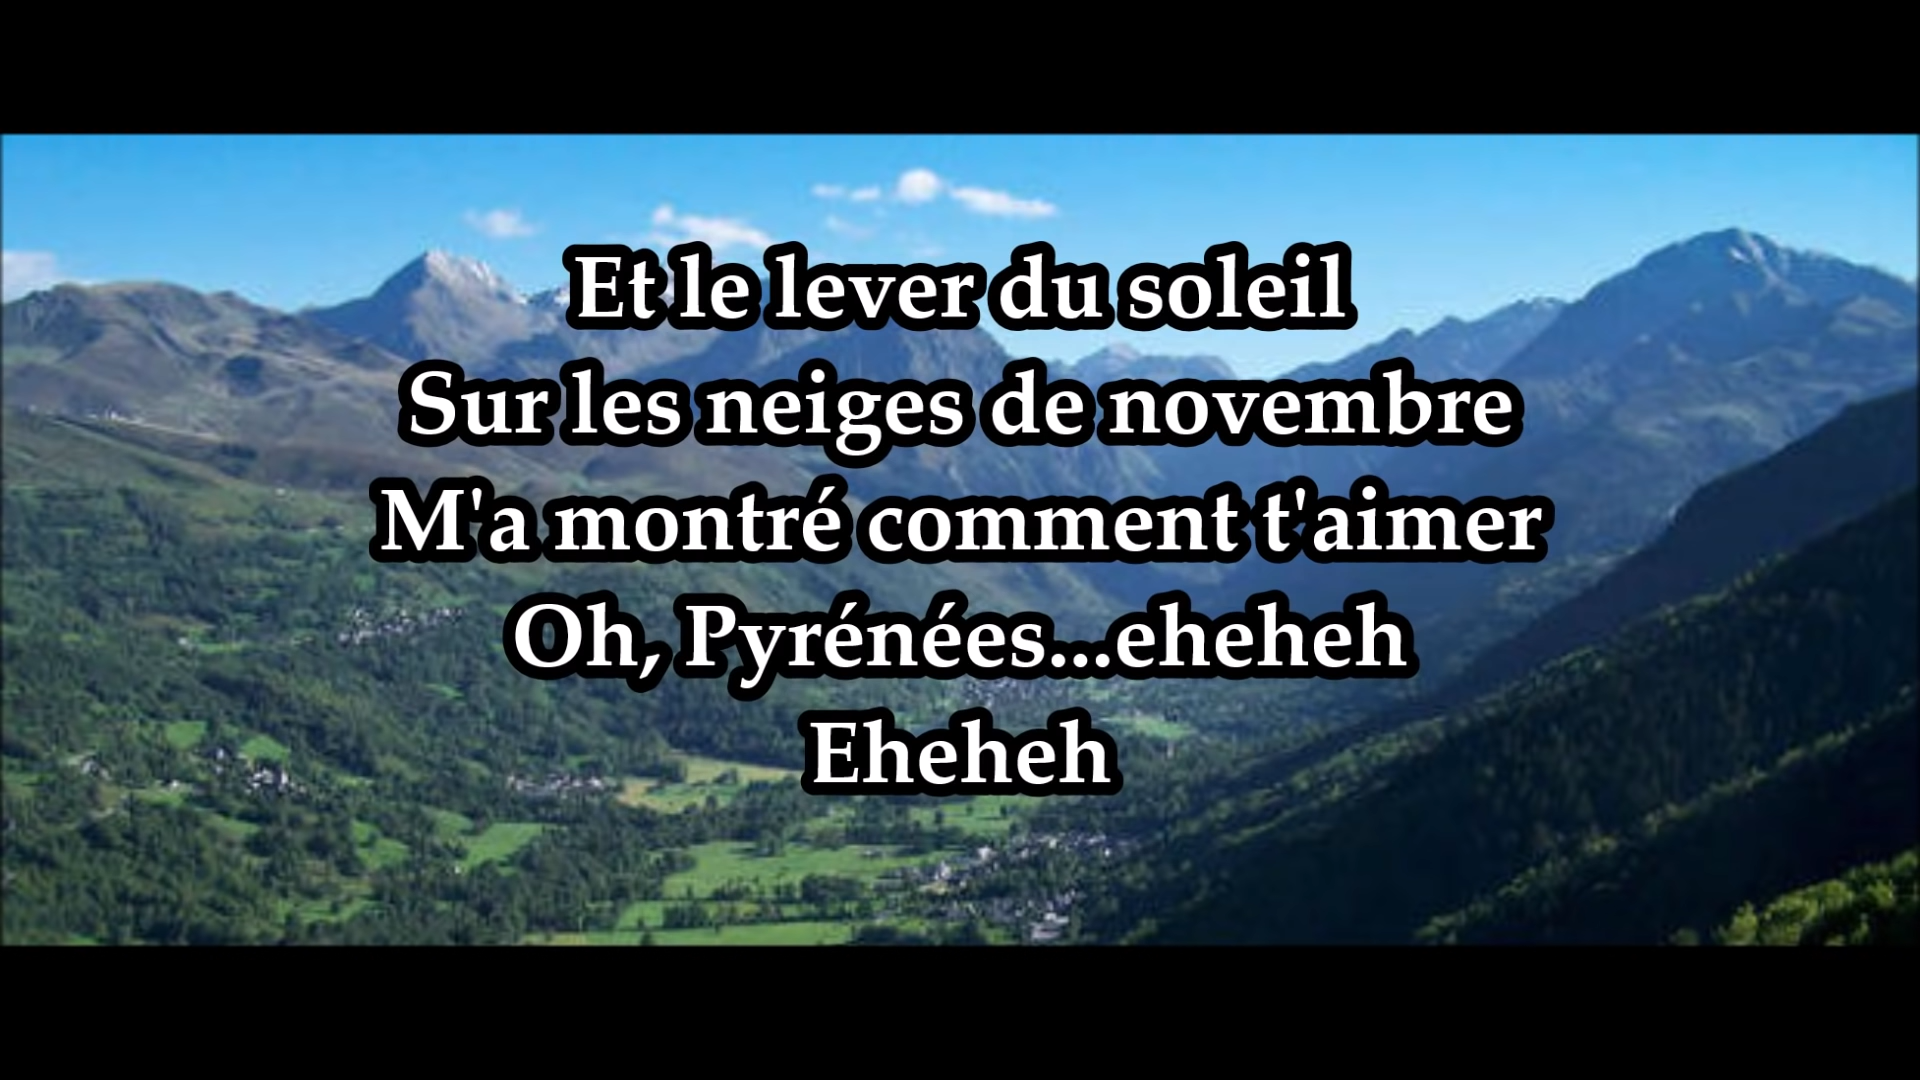 Et le lever du soleil
Sur les neiges de novembre
M'a montré comment t'aimer
Oh, Pyrénées...eheheh
Eheheh